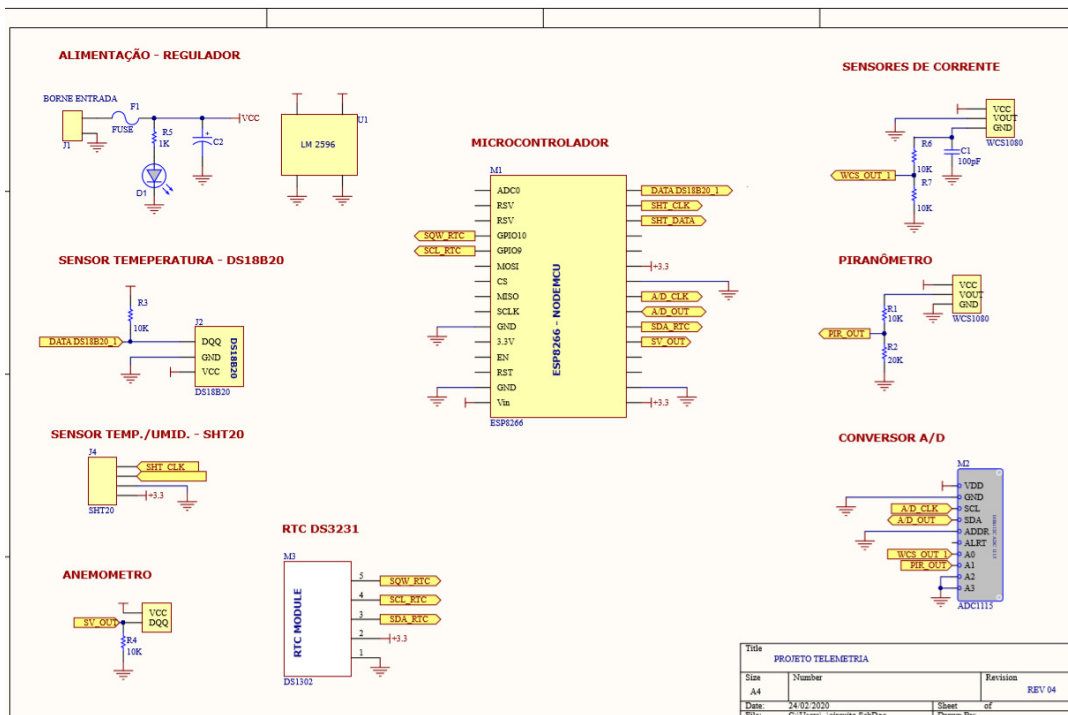 ALIMENTAÇÃO - REGULADOR
BORNE ENTRADA
F1
FUSE
J1
R5
1K
D1
C2
VCC
U1
LM 2596
SENSOR TEMEPERATURA - DS18B20
R3
10K
DATA DS18B20_1
J2
DQQ
GND
VCC
DS18B20
DS18B20
SENSOR TEMP./UMID. - SHT20
J4
SHT_CLK
+3.3
SHT20
ANEMOMETRO
VCC
DQQ
SV_OUT
R4
10K
RTC DS3231
M3
RTC MODULE
5
SQW_RTC
4
SCL_RTC
3
SDA_RTC
2
+3.3
1
DS1302
MICROCONTROLADOR
M1
ADC0
RSV
RSV
GPIO10
GPIO9
MOSI
CS
MISO
SCLK
GND
3.3V
EN
RST
GND
Vin
SQW_RTC
SCL_RTC
ESP8266 - NODEMCU
DATA DS18B20_1
SHT_CLK
SHT_DATA
+3.3
A/D_CLK
A/D_OUT
SDA_RTC
SV_OUT
+3.3
ESP8266
SENSORES DE CORRENTE
VCC
VOUT
GND
WCS1080
R6
10K
C1
100pF
WCS_OUT_1
R7
10K
PIRANÔMETRO
VCC
VOUT
GND
WCS1080
R1
10K
PIR_OUT
R2
20K
CONVERSOR A/D
M2
VDD
GND
A/D_CLK
SCL
A/D_OUT
SDA
ADDR
ALRT
WCS_OUT_1
A0
PIR_OUT
A1
A2
A3
ADC1115
Title
PROJETO TELEMETRIA
Size
Number
Revision
A4
REV 04
Date:
24/02/2020
Sheet of